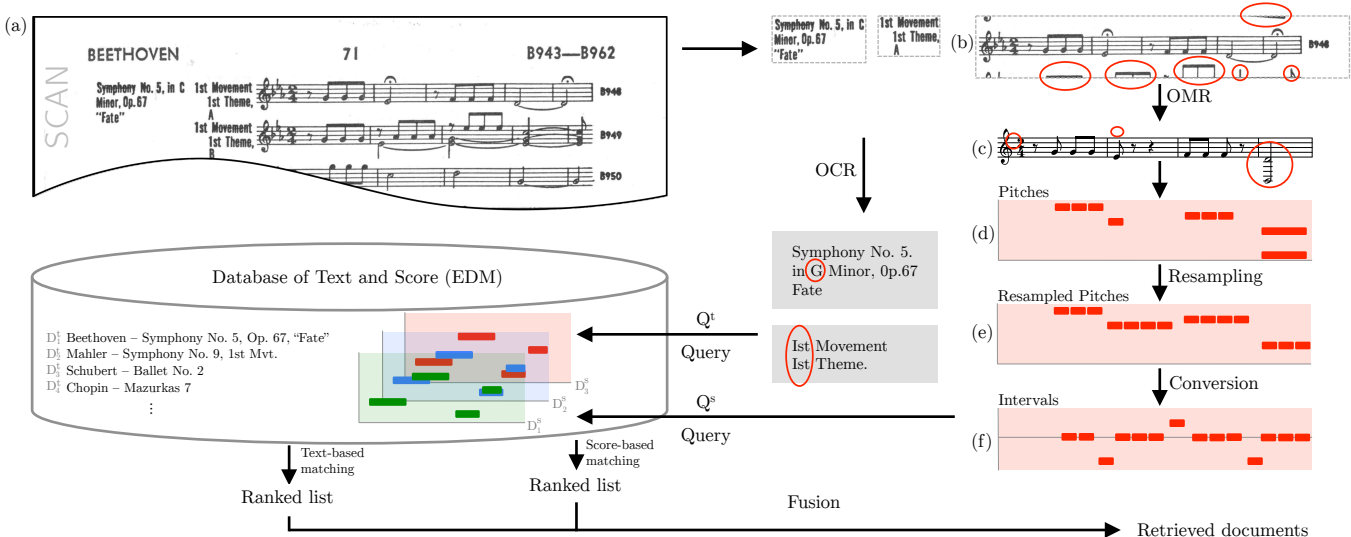 (a)
SCAN
BEETHOVEN 71 B943—B962
Symphony No. 5, in C
Minor, Op.67
"Fate"
1st Movement
1st Theme,
A
B948
1st Movement
1st Theme,
B
B949
B950
Symphony No. 5, in C
Minor, Op.67
"Fate"
1st Movement
1st Theme,
A
(b)
B948
OMR
(c)
OCR
Pitches
(d)
Resampling
Symphony No. 5.
in G Minor, 0p.67
Fate
Resampled Pitches
(e)
Ist Movement
Ist Theme.
Conversion
Intervals
(f)
Database of Text and Score (EDM)
D₁ᵗ Beethoven – Symphony No. 5, Op. 67, “Fate”
D₂ᵗ Mahler – Symphony No. 9, 1st Mvt.
D₃ᵗ Schubert – Ballet No. 2
D₄ᵗ Chopin – Mazurkas 7
⋮
D₃ˢ
D₂ˢ
D₁ˢ
Qᵗ
Query
Qˢ
Query
Text-based
matching
Score-based
matching
Ranked list
Ranked list
Fusion
Retrieved documents